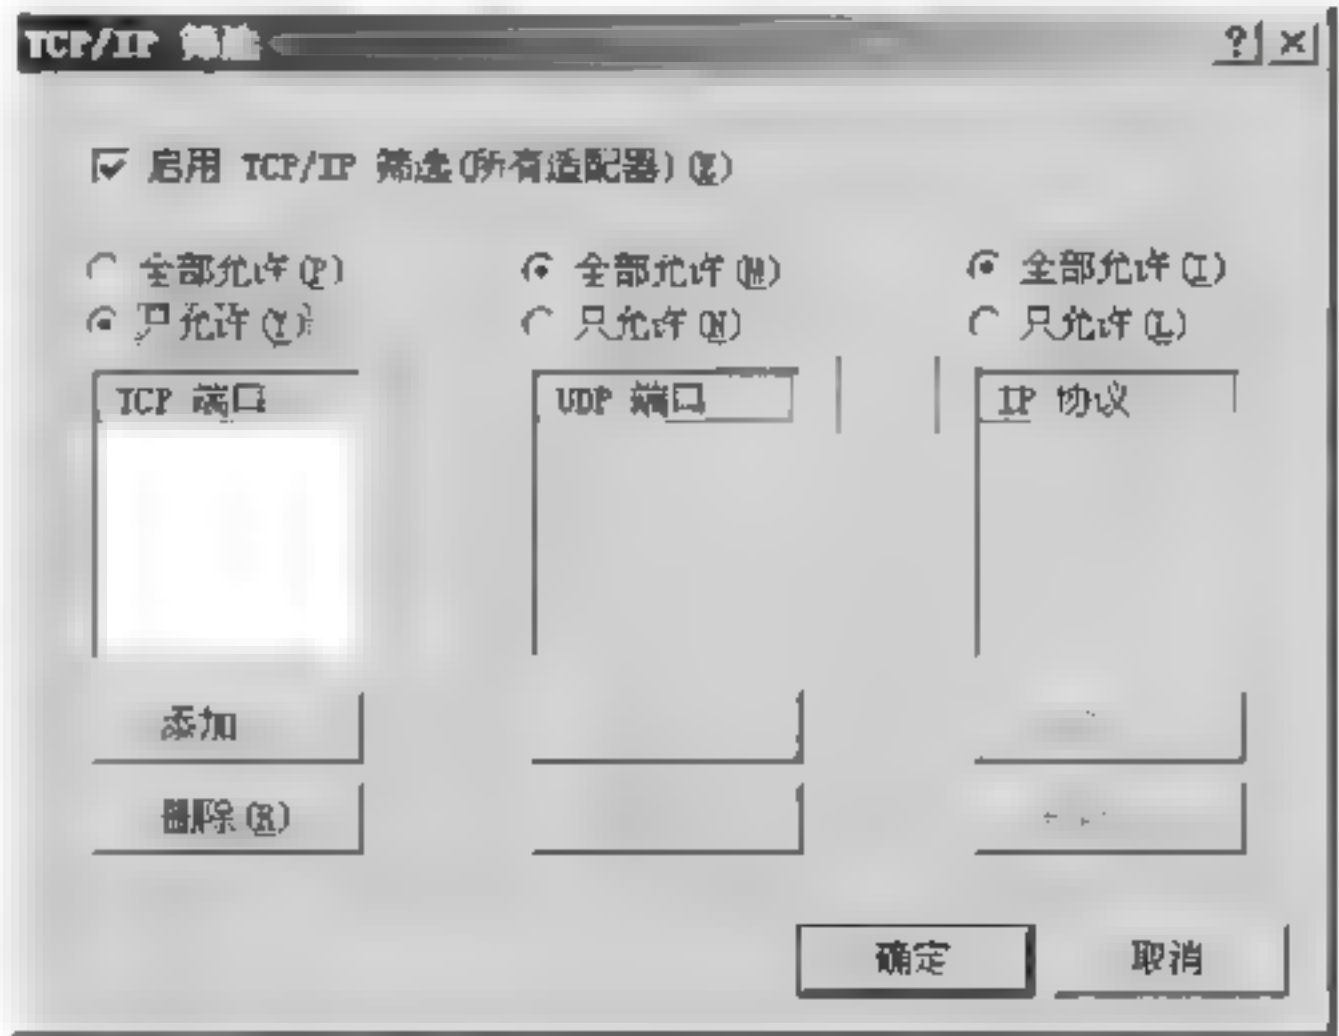 TCP/IP 筛选
启用 TCP/IP 筛选(所有适配器)(E)
全部允许(P) 全部允许(M) 全部允许(I)
只允许(Y) 只允许(N) 只允许(L)
TCP 端口 UDP 端口 IP 协议
添加
删除(R)
确定 取消